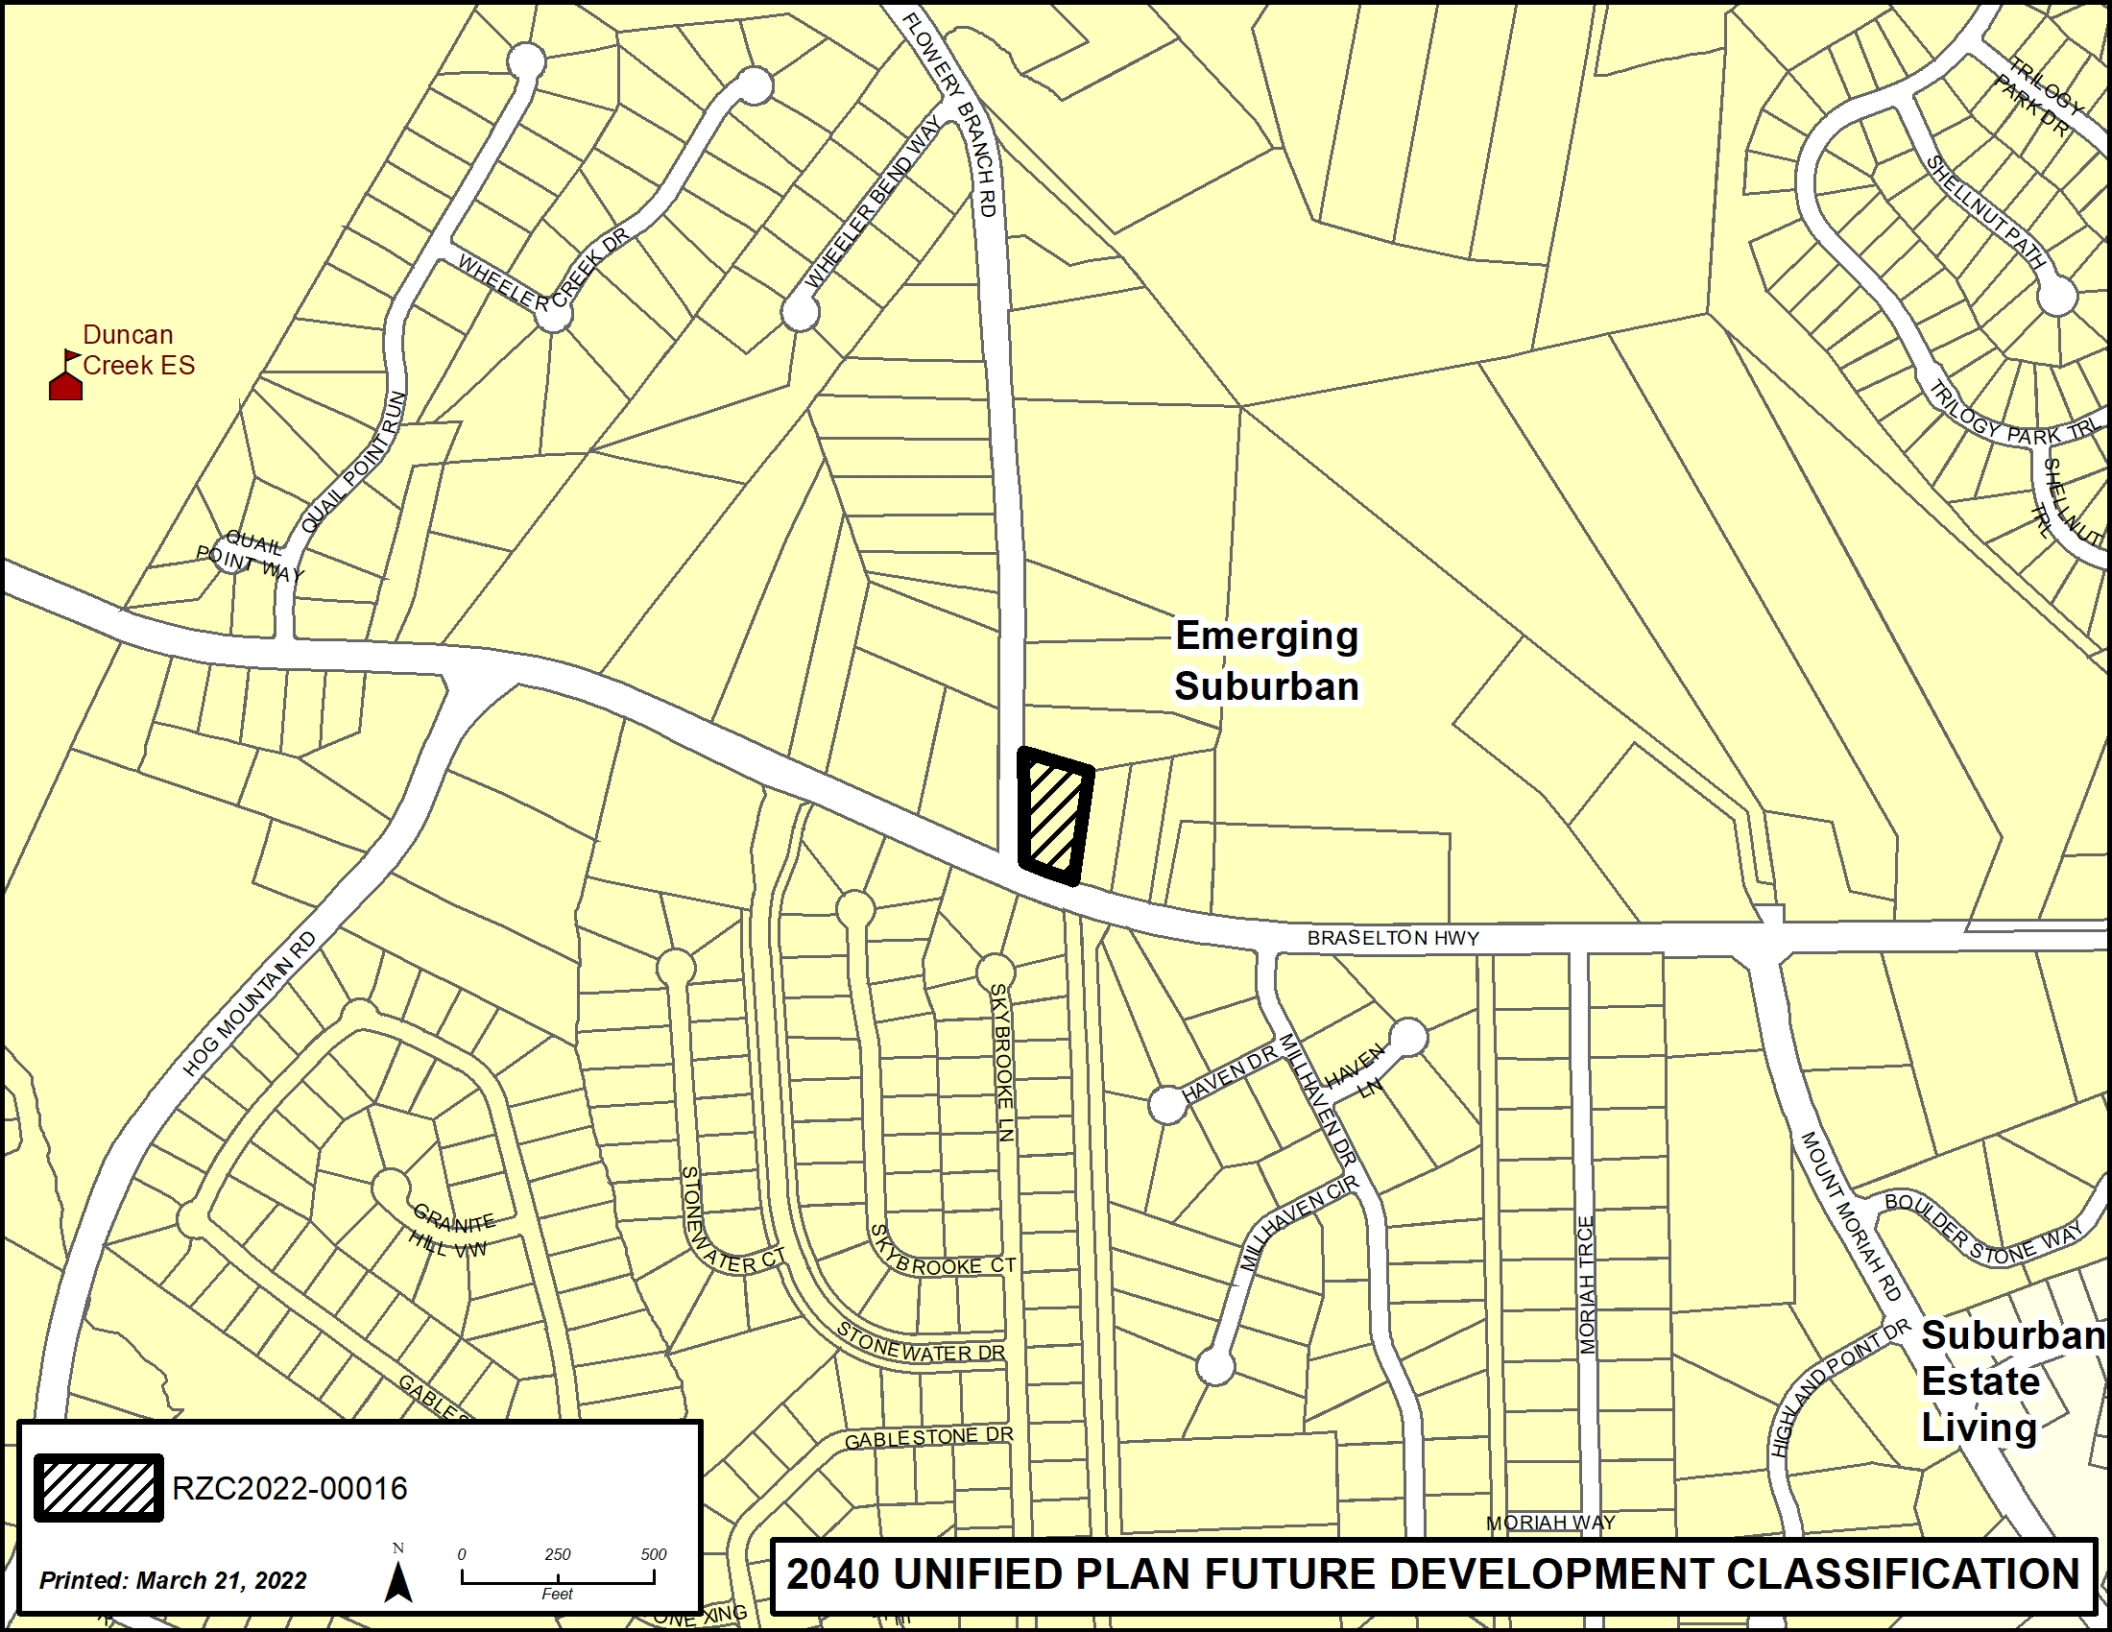 FLOWERY BRANCH RD
TRILOGY
PARK DR
SHELLNUT PATH
WHEELER BEND WAY
WHEELER CREEK DR
Duncan
Creek ES
QUAIL POINT RUN
TRILOGY PARK TRL
SHELLNUT
TRL
QUAIL
POINT WAY
Emerging
Suburban
BRASELTON HWY
HOG MOUNTAIN RD
SKYBROOKE LN
HAVEN DR
MILLHAVEN DR
HAVEN
LN
MOUNT MORIAH RD
STONEWATER CT
GRANITE
HILL VW
SKYBROOKE CT
MILLHAVEN CIR
MORIAH TRCE
BOULDER STONE WAY
STONEWATER DR
HIGHLAND POINT DR
Suburban
Estate
Living
GABLES
GABLESTONE DR
RZC2022-00016
MORIAH WAY
N
0 250 500
Feet
Printed: March 21, 2022
2040 UNIFIED PLAN FUTURE DEVELOPMENT CLASSIFICATION
ONE XING